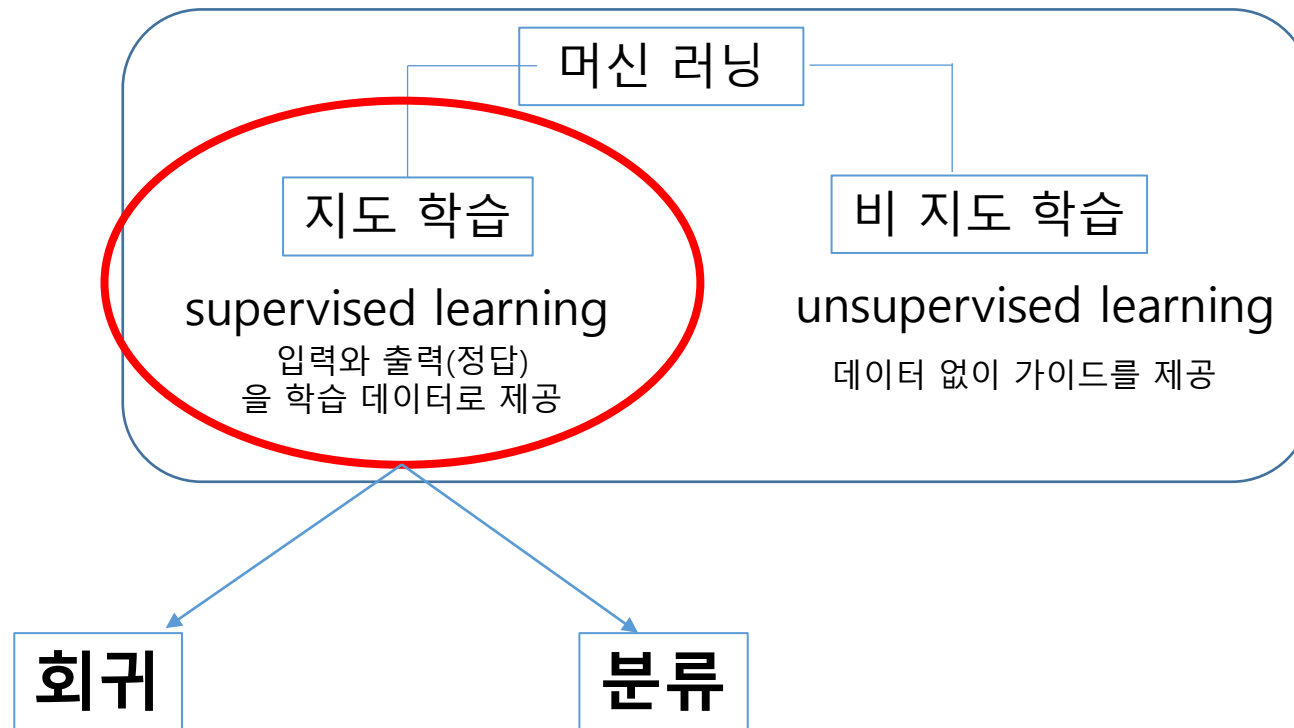 머신 러닝
지도 학습
비 지도 학습
supervised learning
unsupervised learning
입력와 출력(정답)
을 학습 데이터로 제공
데이터 없이 가이드를 제공
회귀
분류